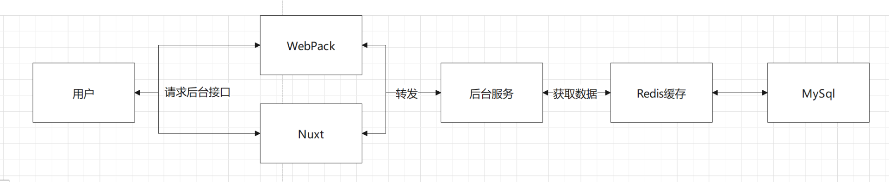 WebPack
用户
请求后台接口
转发
后台服务
获取数据
Redis缓存
MySql
Nuxt